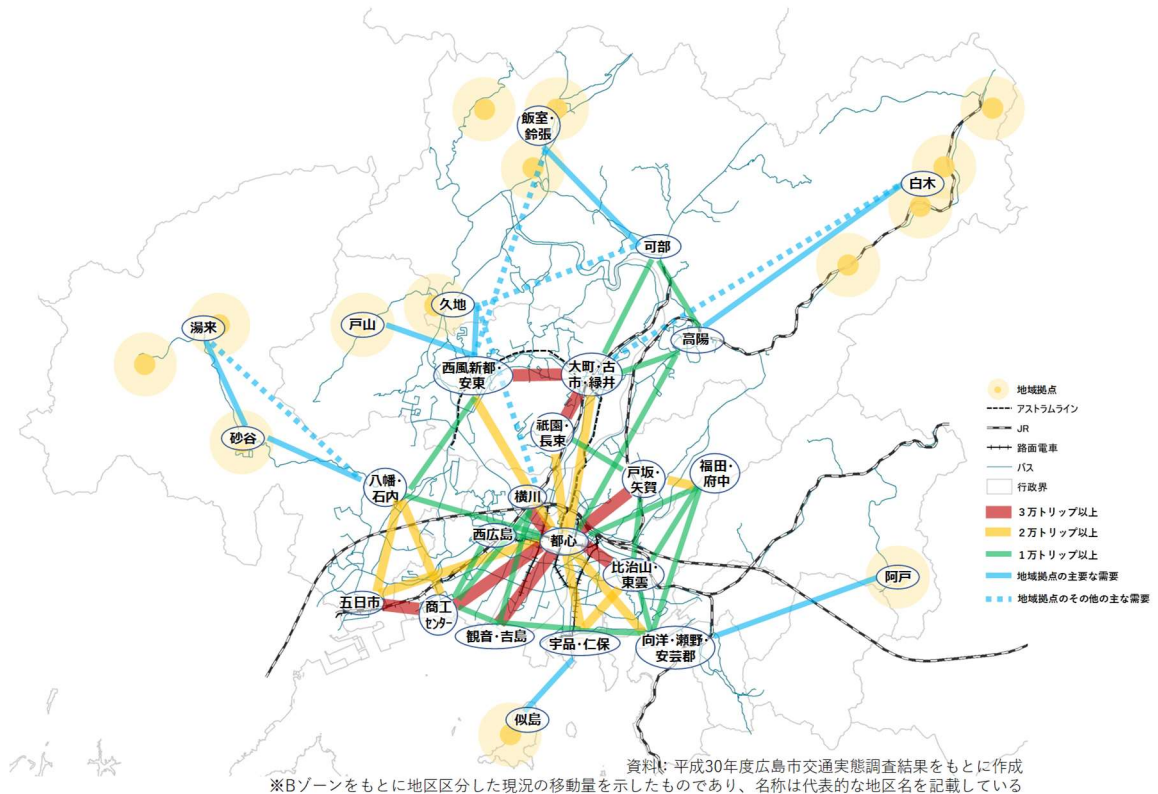 飯室・
鈴張
白木
可部
久地
湯来
戸山
高陽
西風新都・
安東
大町・古
市・緑井
祇園・
長束
砂谷
戸坂・
矢賀
福田・
府中
八幡・
石内
横川
西広島
都心
比治山・
東雲
阿戸
五日市
商工
センター
観音・吉島
宇品・仁保
向洋・瀬野・
安芸郡
似島
地域拠点
アストラムライン
JR
路面電車
バス
行政界
3万トリップ以上
2万トリップ以上
1万トリップ以上
地域拠点の主要な需要
地域拠点のその他の主な需要
資料:平成30年度広島市交通実態調査結果をもとに作成
※Bゾーンをもとに地区区分した現況の移動量を示したものであり、名称は代表的な地区名を記載している